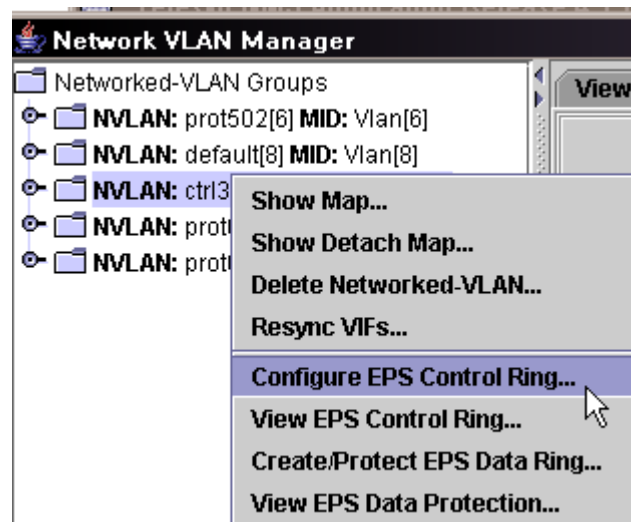 Network VLAN Manager
Networked-VLAN Groups
View
NVLAN: prot502[6] MID: Vlan[6]
NVLAN: default[8] MID: Vlan[8]
NVLAN: ctrl3
NVLAN: prot
NVLAN: prot
Show Map...
Show Detach Map...
Delete Networked-VLAN...
Resync VIFs...
Configure EPS Control Ring...
View EPS Control Ring...
Create/Protect EPS Data Ring...
View EPS Data Protection...